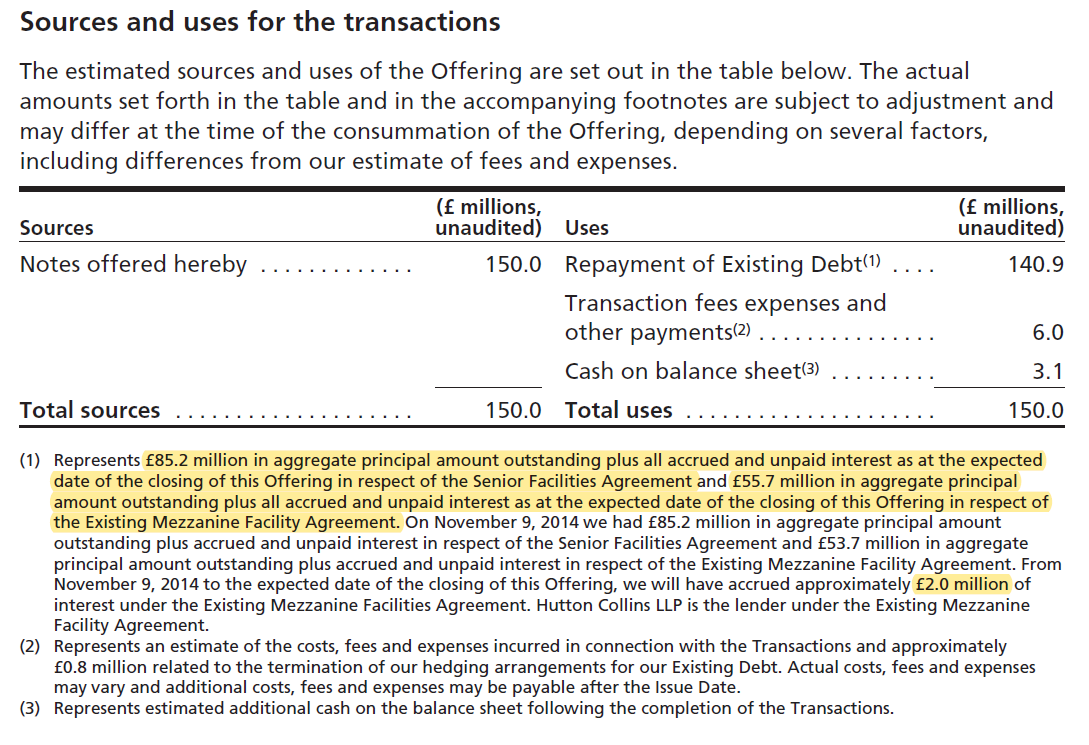 Sources and uses for the transactions
The estimated sources and uses of the Offering are set out in the table below. The actual
amounts set forth in the table and in the accompanying footnotes are subject to adjustment and
may differ at the time of the consummation of the Offering, depending on several factors,
including differences from our estimate of fees and expenses.
Sources (£ millions, unaudited) Uses (£ millions, unaudited)
Notes offered hereby . . . . . . . . . . . . . 150.0 Repayment of Existing Debt(1) . . . . 140.9
Transaction fees expenses and
other payments(2) . . . . . . . . . . . . . . . 6.0
Cash on balance sheet(3) . . . . . . . . . 3.1
Total sources . . . . . . . . . . . . . . . . . . . . 150.0 Total uses . . . . . . . . . . . . . . . . . . . . . 150.0
(1) Represents £85.2 million in aggregate principal amount outstanding plus all accrued and unpaid interest as at the expected
date of the closing of this Offering in respect of the Senior Facilities Agreement and £55.7 million in aggregate principal
amount outstanding plus all accrued and unpaid interest as at the expected date of the closing of this Offering in respect of
the Existing Mezzanine Facility Agreement. On November 9, 2014 we had £85.2 million in aggregate principal amount
outstanding plus accrued and unpaid interest in respect of the Senior Facilities Agreement and £53.7 million in aggregate
principal amount outstanding plus accrued and unpaid interest in respect of the Existing Mezzanine Facility Agreement. From
November 9, 2014 to the expected date of the closing of this Offering, we will have accrued approximately £2.0 million of
interest under the Existing Mezzanine Facilities Agreement. Hutton Collins LLP is the lender under the Existing Mezzanine
Facility Agreement.
(2) Represents an estimate of the costs, fees and expenses incurred in connection with the Transactions and approximately
£0.8 million related to the termination of our hedging arrangements for our Existing Debt. Actual costs, fees and expenses
may vary and additional costs, fees and expenses may be payable after the Issue Date.
(3) Represents estimated additional cash on the balance sheet following the completion of the Transactions.